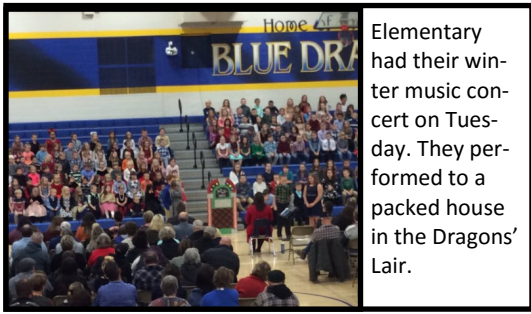 Home of
BLUE DRA
Elementary
had their win-
ter music con-
cert on Tues-
day. They per-
formed to a
packed house
in the Dragons'
Lair.